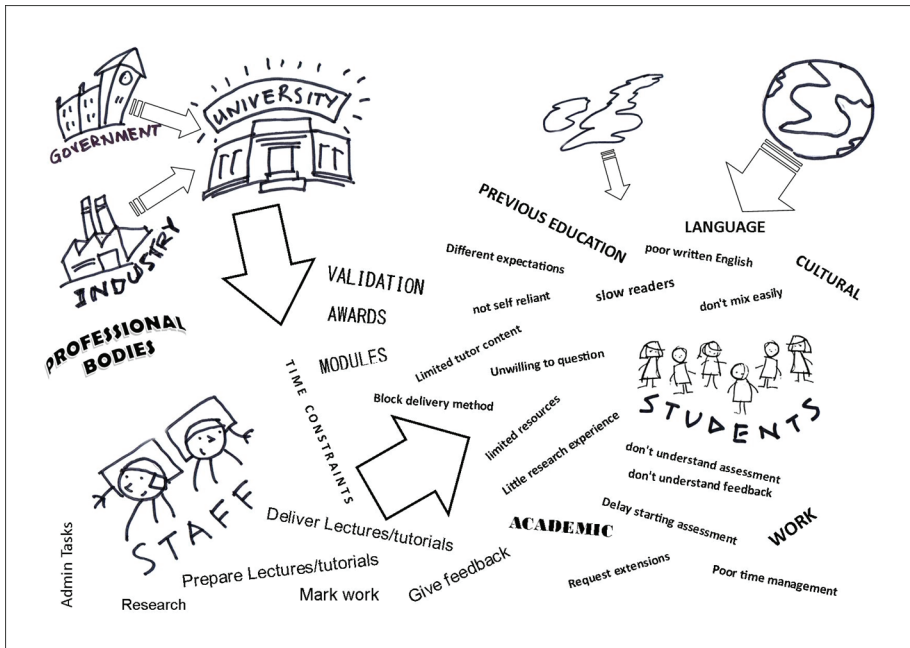 GOVERNMENT
UNIVERSITY
INDUSTRY
PROFESSIONAL
BODIES
VALIDATION
AWARDS
MODULES
TIME CONSTRAINTS
PREVIOUS EDUCATION
LANGUAGE
CULTURAL
Different expectations
poor written English
not self reliant
slow readers
don't mix easily
Limited tutor content
Unwilling to question
Block delivery method
limited resources
Little research experience
STUDENTS
don't understand assessment
don't understand feedback
Delay starting assessment
WORK
ACADEMIC
Request extensions
Poor time management
STAFF
Deliver Lectures/tutorials
Prepare Lectures/tutorials
Give feedback
Mark work
Research
Admin Tasks